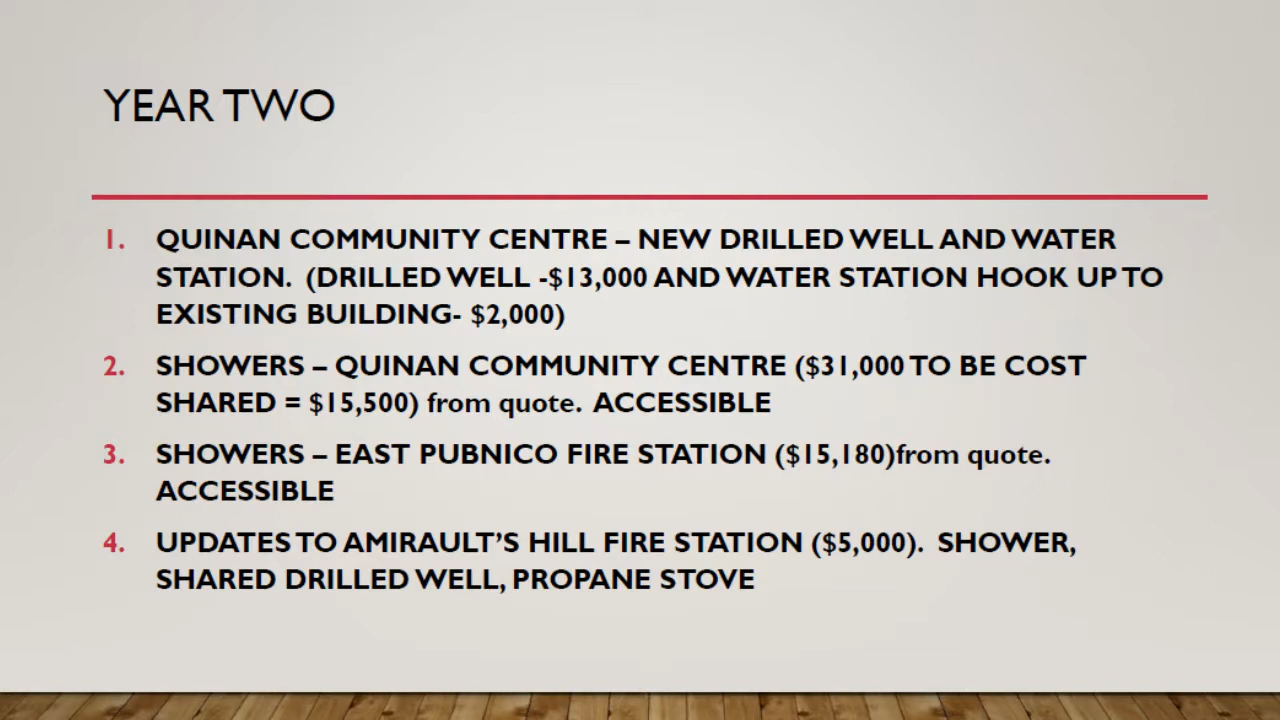 YEAR TWO
1. QUINAN COMMUNITY CENTRE – NEW DRILLED WELL AND WATER
STATION. (DRILLED WELL -$13,000 AND WATER STATION HOOK UP TO
EXISTING BUILDING- $2,000)
2. SHOWERS – QUINAN COMMUNITY CENTRE ($31,000 TO BE COST
SHARED = $15,500) from quote. ACCESSIBLE
3. SHOWERS – EAST PUBNICO FIRE STATION ($15,180)from quote.
ACCESSIBLE
4. UPDATES TO AMIRAULT’S HILL FIRE STATION ($5,000). SHOWER,
SHARED DRILLED WELL, PROPANE STOVE